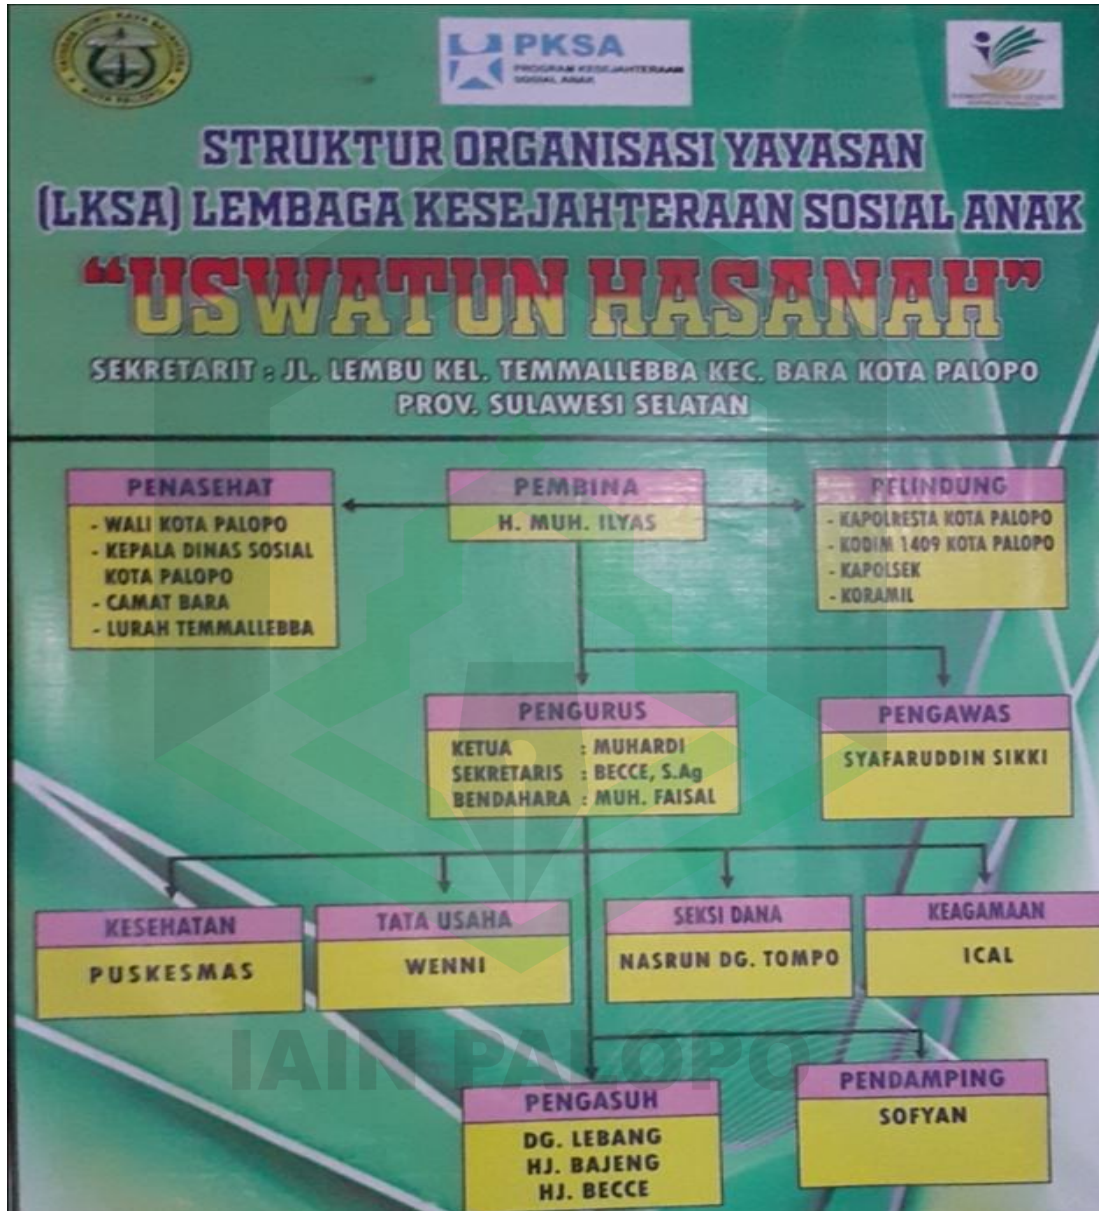 KOTA PALOPO
PKSA
PROGRAM KESEJAHTERAAN
SOSIAL ANAK
STRUKTUR ORGANISASI YAYASAN
(LKSA) LEMBAGA KESEJAHTERAAN SOSIAL ANAK
"USWATUN HASANAH"
SEKRETARIT : JL. LEMBU KEL. TEMMALLEBBA KEC. BARA KOTA PALOPO
PROV. SULAWESI SELATAN
PENASEHAT
- WALI KOTA PALOPO
- KEPALA DINAS SOSIAL
KOTA PALOPO
- CAMAT BARA
- LURAH TEMMALLEBBA
PEMBINA
H. MUH. ILYAS
PELINDUNG
- KAPOLRESTA KOTA PALOPO
- KODIM 1409 KOTA PALOPO
- KAPOLSEK
- KORAMIL
PENGURUS
KETUA : MUHARDI
SEKRETARIS : BECCE, S.Ag
BENDAHARA : MUH. FAISAL
PENGAWAS
SYAFARUDDIN SIKKI
KESEHATAN
PUSKESMAS
TATA USAHA
WENNI
SEKSI DANA
NASRUN DG. TOMPO
KEAGAMAAN
ICAL
IAIN PALOPO
PENGASUH
DG. LEBANG
HJ. BAJENG
HJ. BECCE
PENDAMPING
SOFYAN